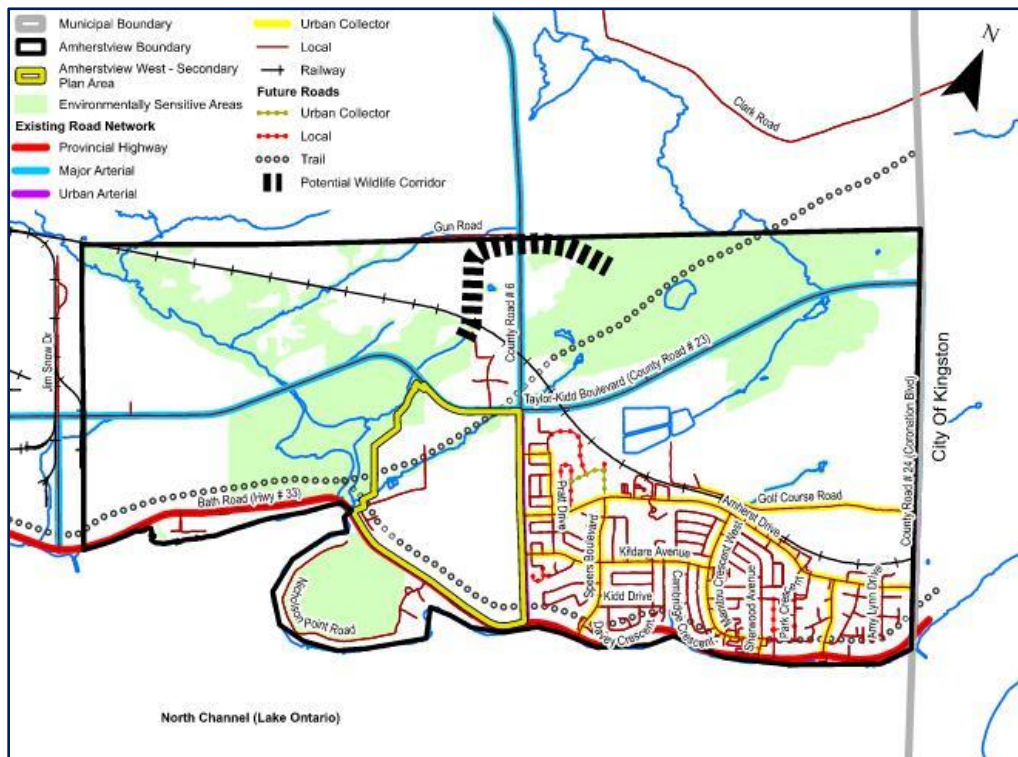 Municipal Boundary
Amherstview Boundary
Amherstview West - Secondary
Plan Area
Environmentally Sensitive Areas
Existing Road Network
Provincial Highway
Major Arterial
Urban Arterial
Urban Collector
Local
Railway
Future Roads
Urban Collector
Local
Trail
Potential Wildlife Corridor
N
Clark Road
Gun Road
County Road # 6
Jim Snow Dr
Taylor-Kidd Boulevard (County Road # 23)
City Of Kingston
County Road # 24 (Coronation Blvd)
Bath Road (Hwy # 33)
Golf Course Road
Amherst Drive
Pratt Drive
Speers Boulevard
Kildare Avenue
Manitou Crescent West
Kidd Drive
Cambridge Crescent
Sherwood Avenue
Park Crescent
Amy Lynn Drive
Davey Crescent
Nicholson Point Road
North Channel (Lake Ontario)